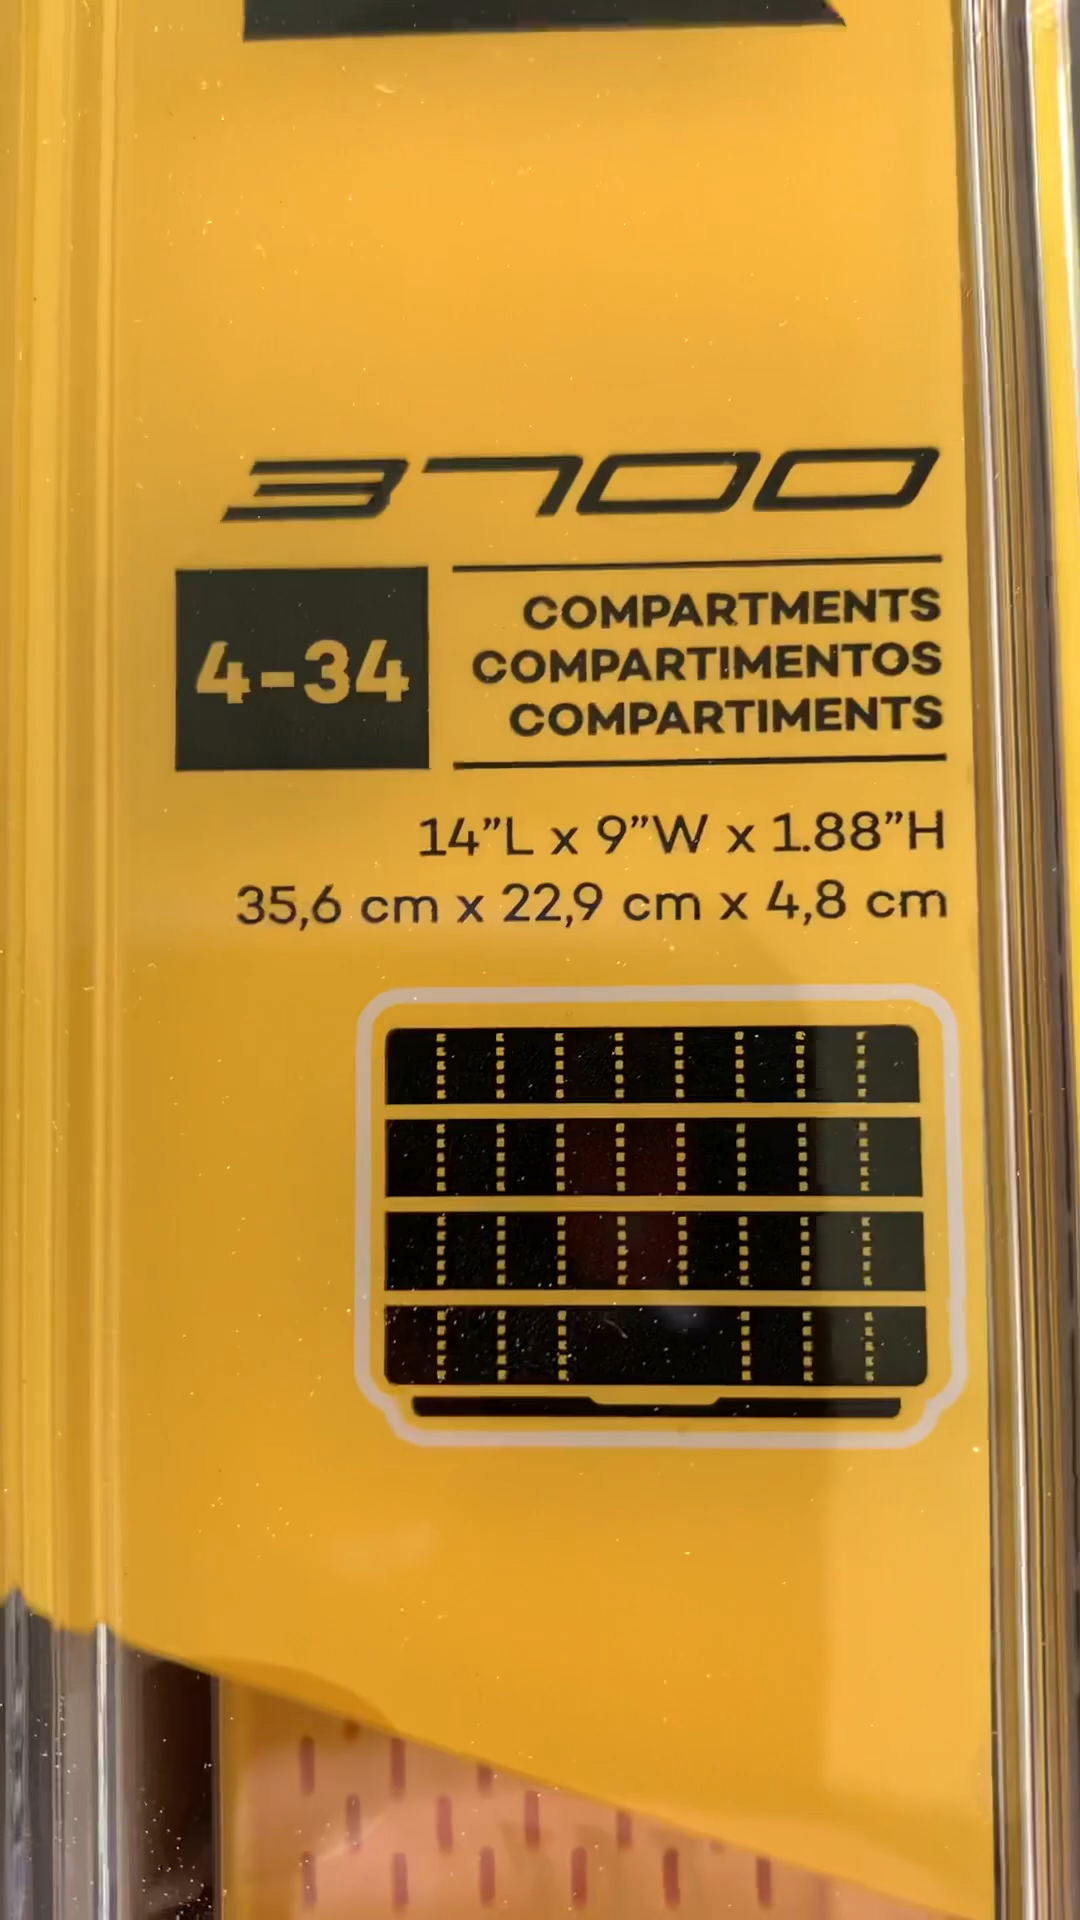 3700
4-34
COMPARTMENTS
COMPARTIMENTOS
COMPARTIMENTS
14”L x 9”W x 1.88”H
35,6 cm x 22,9 cm x 4,8 cm